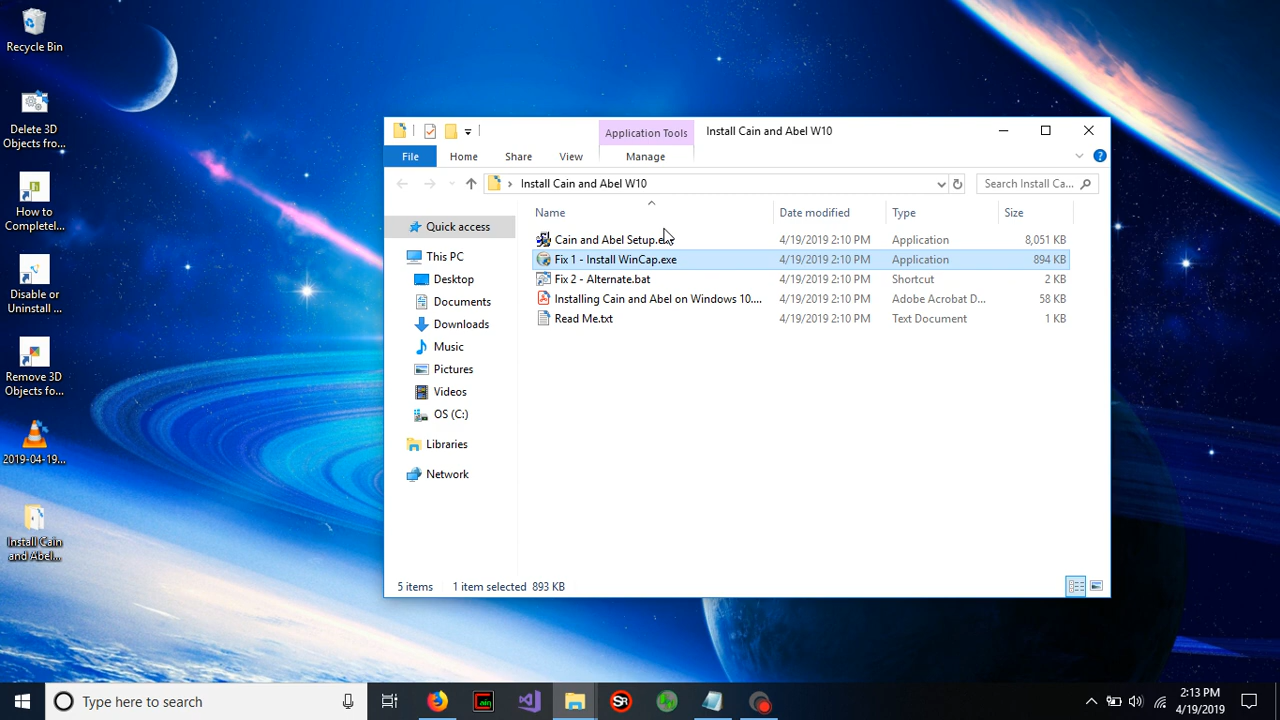 Recycle Bin
Delete 3D
Objects fro...
How to
Completel...
Disable or
Uninstall ...
Remove 3D
Objects fo...
2019-04-19...
Install Cain
and Abel...
Application Tools
Install Cain and Abel W10
File
Home
Share
View
Manage
Install Cain and Abel W10
Search Install Ca...
Name
Date modified
Type
Size
Quick access
This PC
Desktop
Documents
Downloads
Music
Pictures
Videos
OS (C:)
Libraries
Network
Cain and Abel Setup.exe 4/19/2019 2:10 PM Application 8,051 KB
Fix 1 - Install WinCap.exe 4/19/2019 2:10 PM Application 894 KB
Fix 2 - Alternate.bat 4/19/2019 2:10 PM Shortcut 2 KB
Installing Cain and Abel on Windows 10.... 4/19/2019 2:10 PM Adobe Acrobat D... 58 KB
Read Me.txt 4/19/2019 2:10 PM Text Document 1 KB
5 items 1 item selected 893 KB
Type here to search
Cain
SR
2:13 PM
4/19/2019